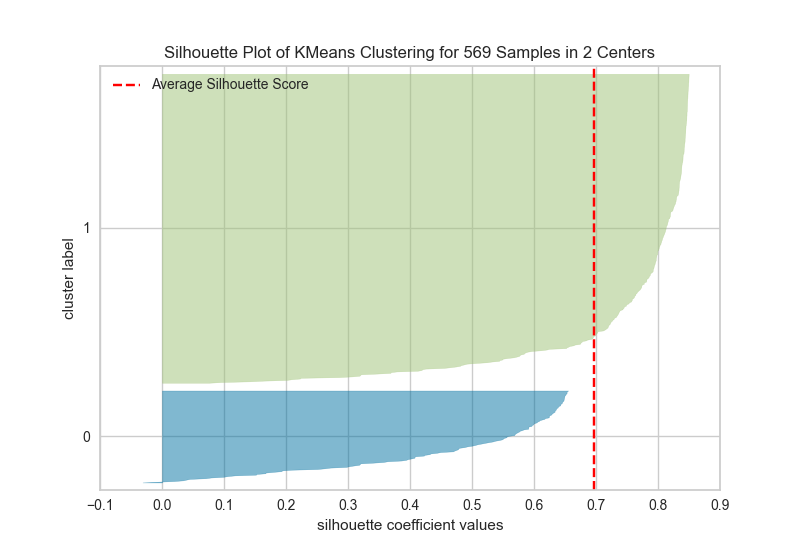 Silhouette Plot of KMeans Clustering for 569 Samples in 2 Centers
Average Silhouette Score
1
cluster label
0
−0.1 0.0 0.1 0.2 0.3 0.4 0.5 0.6 0.7 0.8 0.9
silhouette coefficient values